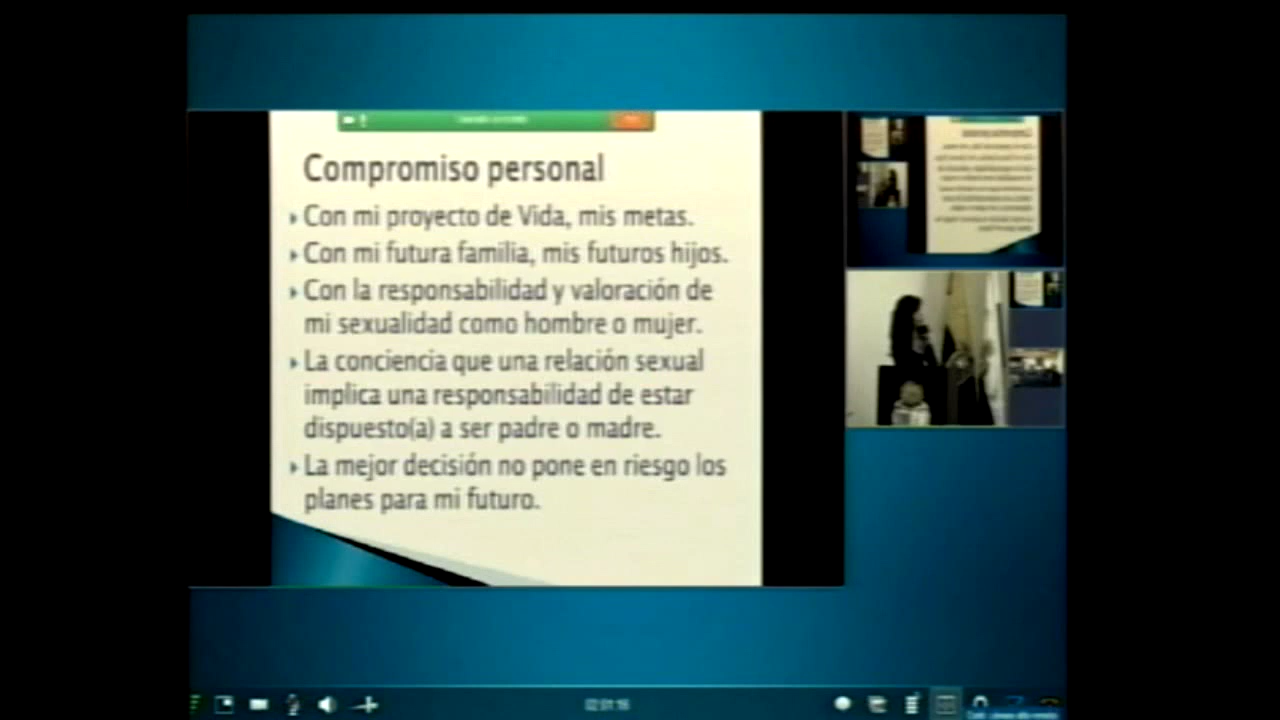 Compromiso personal
Con mi proyecto de Vida, mis metas.
Con mi futura familia, mis futuros hijos.
Con la responsabilidad y valoración de
mi sexualidad como hombre o mujer.
La conciencia que una relación sexual
implica una responsabilidad de estar
dispuesto(a) a ser padre o madre.
La mejor decisión no pone en riesgo los
planes para mi futuro.